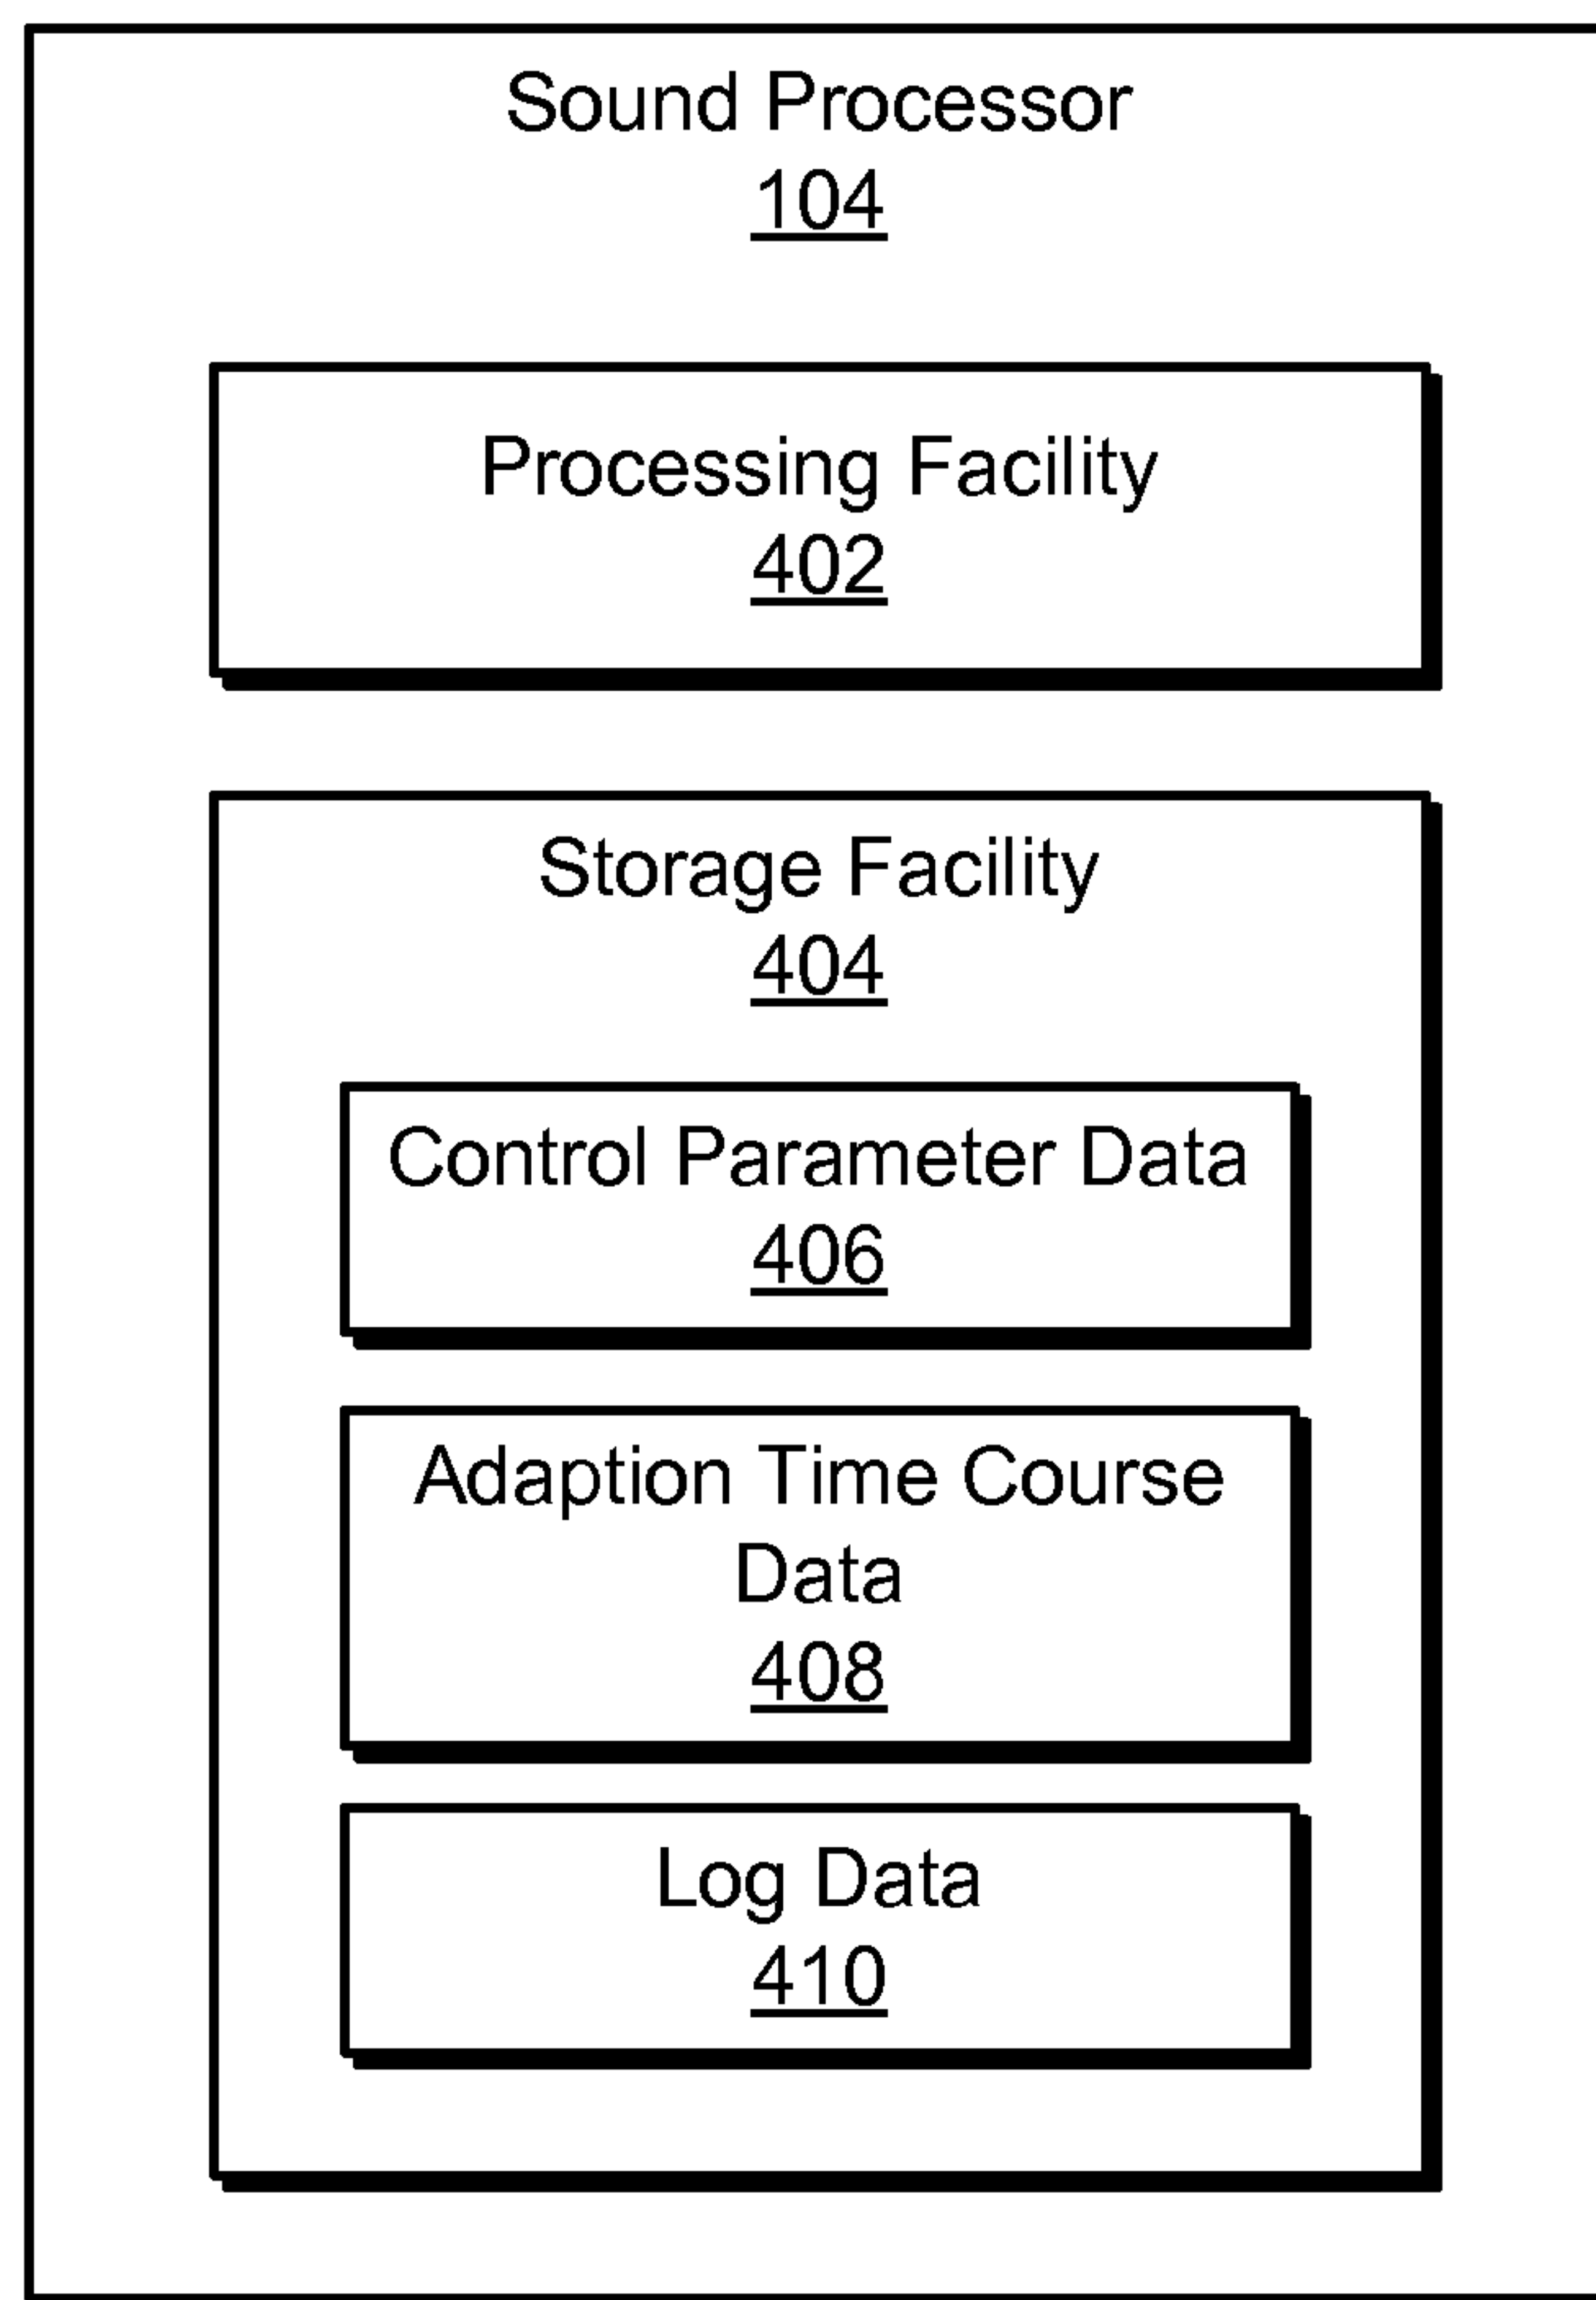 Sound Processor
104
Processing Facility
402
Storage Facility
404
Control Parameter Data
406
Adaption Time Course
Data
408
Log Data
410